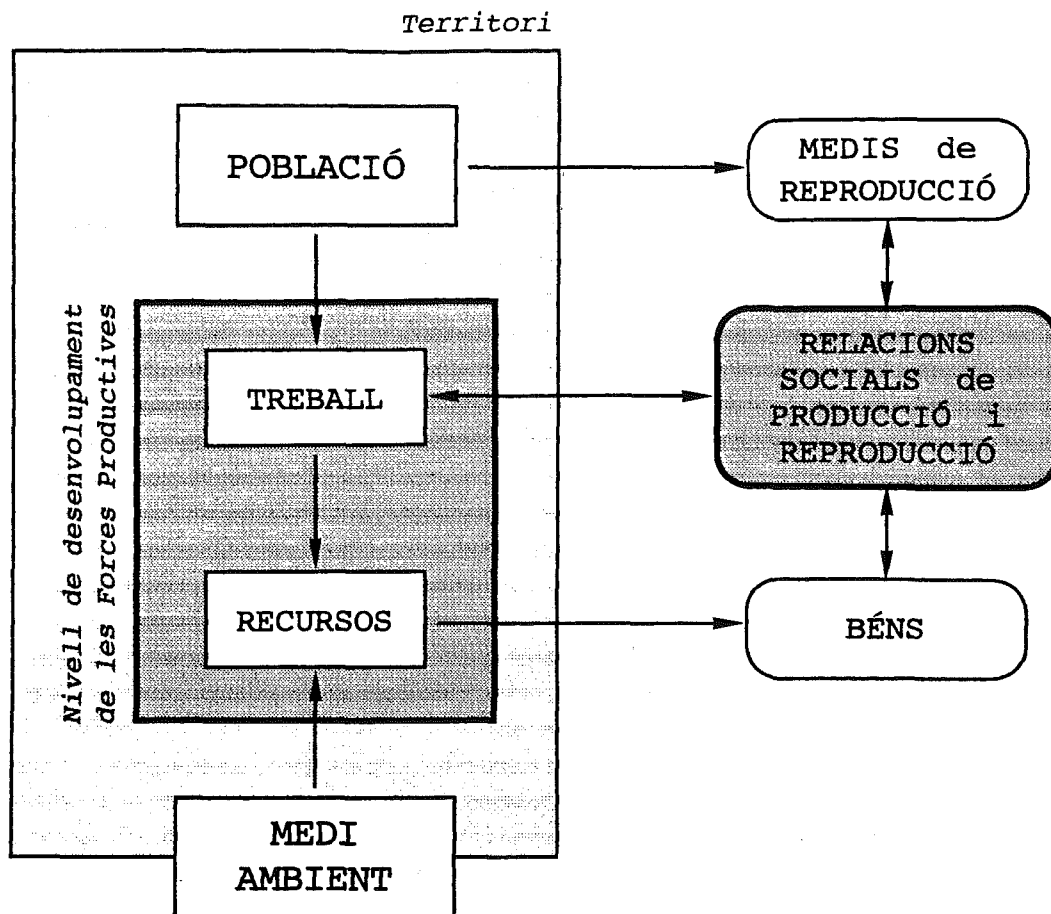 Territori
POBLACIÓ
MEDIS de
REPRODUCCIÓ
Nivell de desenvolupament
de les Forces Productives
TREBALL
RELACIONS
SOCIALS de
PRODUCCIÓ i
REPRODUCCIÓ
RECURSOS
BÉNS
MEDI
AMBIENT